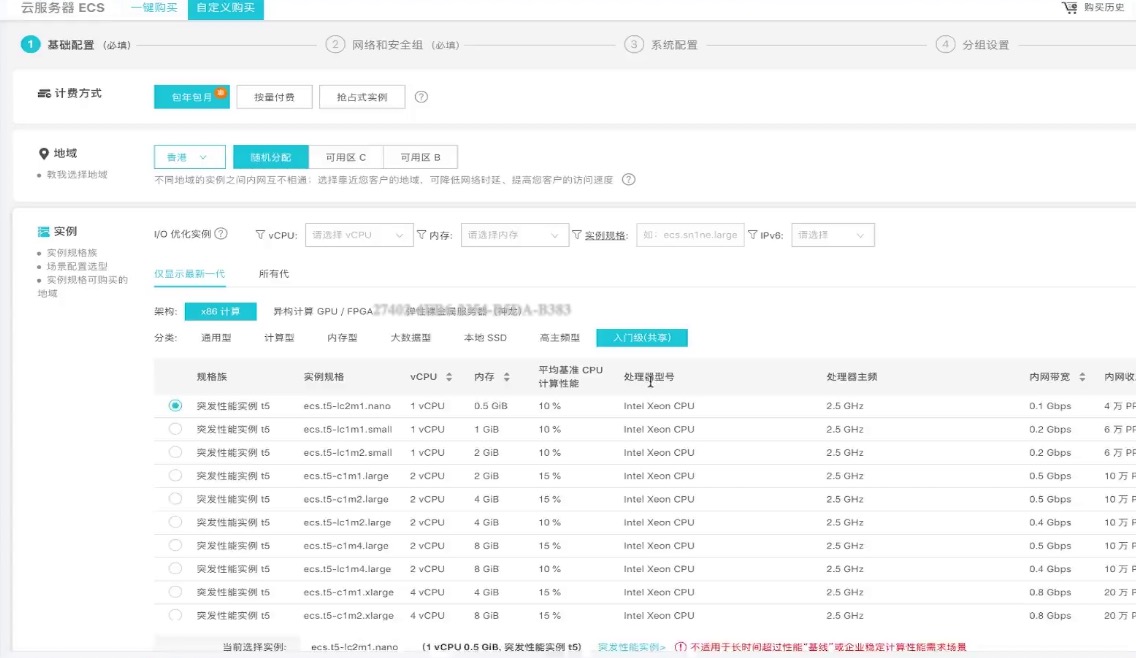 云服务器 ECS 一键购买 自定义购买 购买历史
1 基础配置 (必填) 2 网络和安全组 (必填) 3 系统配置 4 分组设置
计费方式 包年包月 按量付费 抢占式实例 ?
地域 香港 随机分配 可用区 C 可用区 B
教我选择地域 不同地域的实例之间内网互不相通；选择靠近您客户的地域，可降低网络时延、提高您客户的访问速度 ?
实例 I/O 优化实例 ? vCPU: 请选择 vCPU 内存: 请选择内存 实例规格: 如：ecs.sn1ne.large IPv6: 请选择
实例规格族
场景配置选型
实例规格可购买的
地域
仅显示最新一代 所有代
架构: x86 计算 异构计算 GPU / FPGA
分类: 通用型 计算型 内存型 大数据型 本地 SSD 高主频型 入门级(共享)
规格族 实例规格 vCPU 内存 平均基准 CPU 计算性能 处理器型号 处理器主频 内网带宽 内网收
突发性能实例 t5 ecs.t5-lc2m1.nano 1 vCPU 0.5 GiB 10 % Intel Xeon CPU 2.5 GHz 0.1 Gbps 4 万 PP
突发性能实例 t5 ecs.t5-lc1m1.small 1 vCPU 1 GiB 10 % Intel Xeon CPU 2.5 GHz 0.2 Gbps 6 万 PP
突发性能实例 t5 ecs.t5-lc1m2.small 1 vCPU 2 GiB 10 % Intel Xeon CPU 2.5 GHz 0.2 Gbps 6 万 PP
突发性能实例 t5 ecs.t5-c1m1.large 2 vCPU 2 GiB 15 % Intel Xeon CPU 2.5 GHz 0.5 Gbps 10 万 P
突发性能实例 t5 ecs.t5-c1m2.large 2 vCPU 4 GiB 15 % Intel Xeon CPU 2.5 GHz 0.5 Gbps 10 万 P
突发性能实例 t5 ecs.t5-lc1m2.large 2 vCPU 4 GiB 10 % Intel Xeon CPU 2.5 GHz 0.4 Gbps 10 万 P
突发性能实例 t5 ecs.t5-c1m4.large 2 vCPU 8 GiB 15 % Intel Xeon CPU 2.5 GHz 0.5 Gbps 10 万 P
突发性能实例 t5 ecs.t5-lc1m4.large 2 vCPU 8 GiB 10 % Intel Xeon CPU 2.5 GHz 0.4 Gbps 10 万 P
突发性能实例 t5 ecs.t5-c1m1.xlarge 4 vCPU 4 GiB 15 % Intel Xeon CPU 2.5 GHz 0.8 Gbps 20 万 P
突发性能实例 t5 ecs.t5-c1m2.xlarge 4 vCPU 8 GiB 15 % Intel Xeon CPU 2.5 GHz 0.8 Gbps 20 万 P
当前选择实例: ecs.t5-lc2m1.nano (1 vCPU 0.5 GiB, 突发性能实例 t5) 突发性能实例> 不适用于长时间超过性能“基线”或企业稳定计算性能需求场景